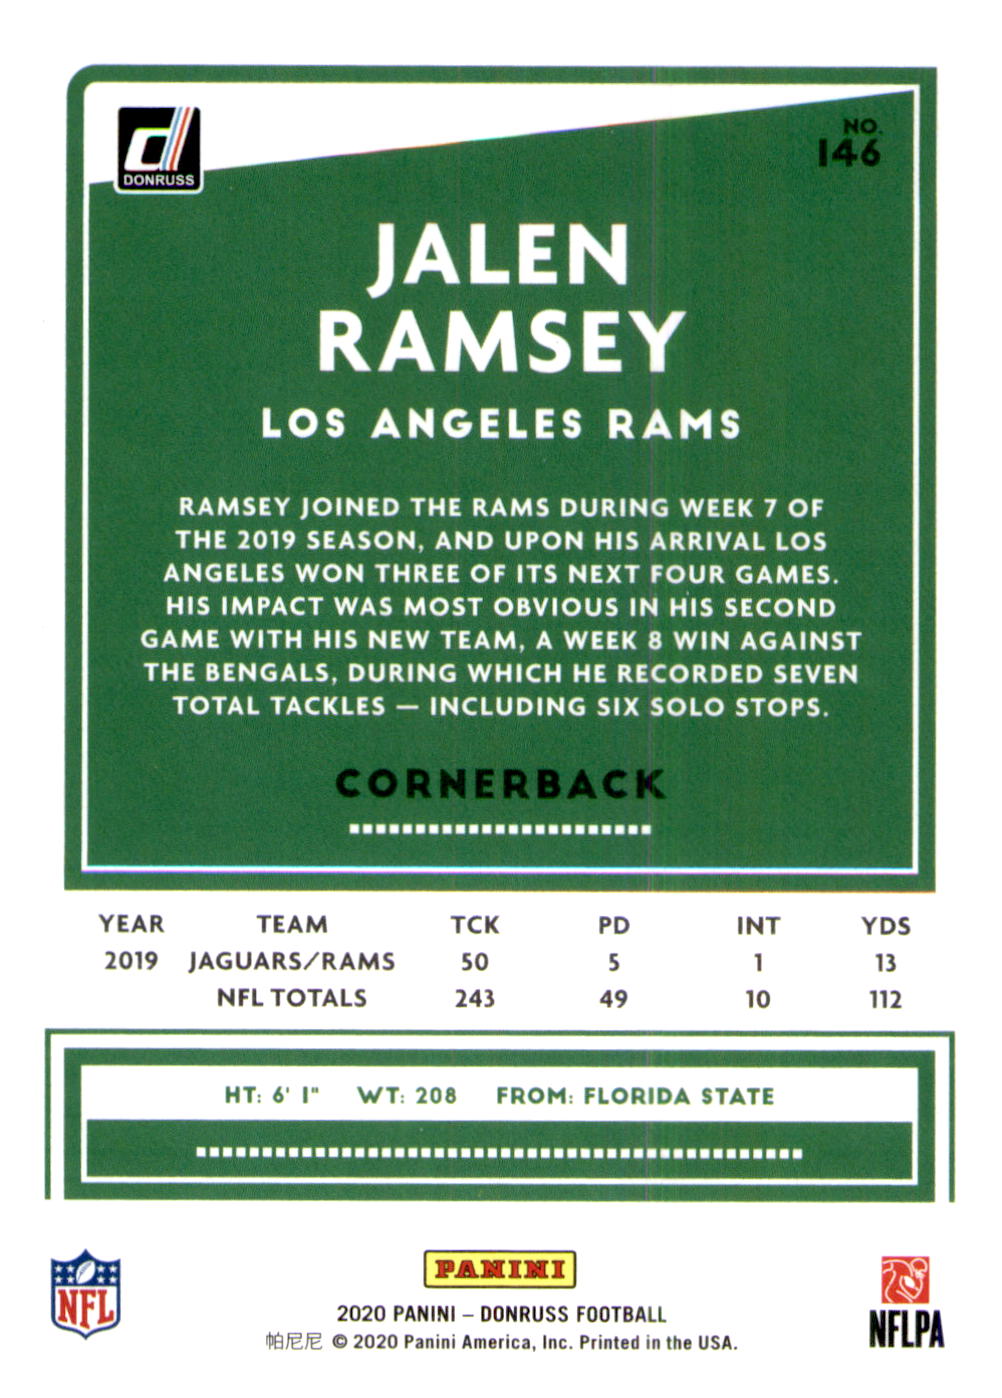 DONRUSS
NO.
146
JALEN
RAMSEY
LOS ANGELES RAMS
RAMSEY JOINED THE RAMS DURING WEEK 7 OF
THE 2019 SEASON, AND UPON HIS ARRIVAL LOS
ANGELES WON THREE OF ITS NEXT FOUR GAMES.
HIS IMPACT WAS MOST OBVIOUS IN HIS SECOND
GAME WITH HIS NEW TEAM, A WEEK 8 WIN AGAINST
THE BENGALS, DURING WHICH HE RECORDED SEVEN
TOTAL TACKLES — INCLUDING SIX SOLO STOPS.
CORNERBACK
YEAR TEAM TCK PD INT YDS
2019 JAGUARS/RAMS 50 5 1 13
NFL TOTALS 243 49 10 112
HT: 6' 1" WT: 208 FROM: FLORIDA STATE
NFL
PANINI
2020 PANINI – DONRUSS FOOTBALL
帕尼尼 © 2020 Panini America, Inc. Printed in the USA.
NFLPA